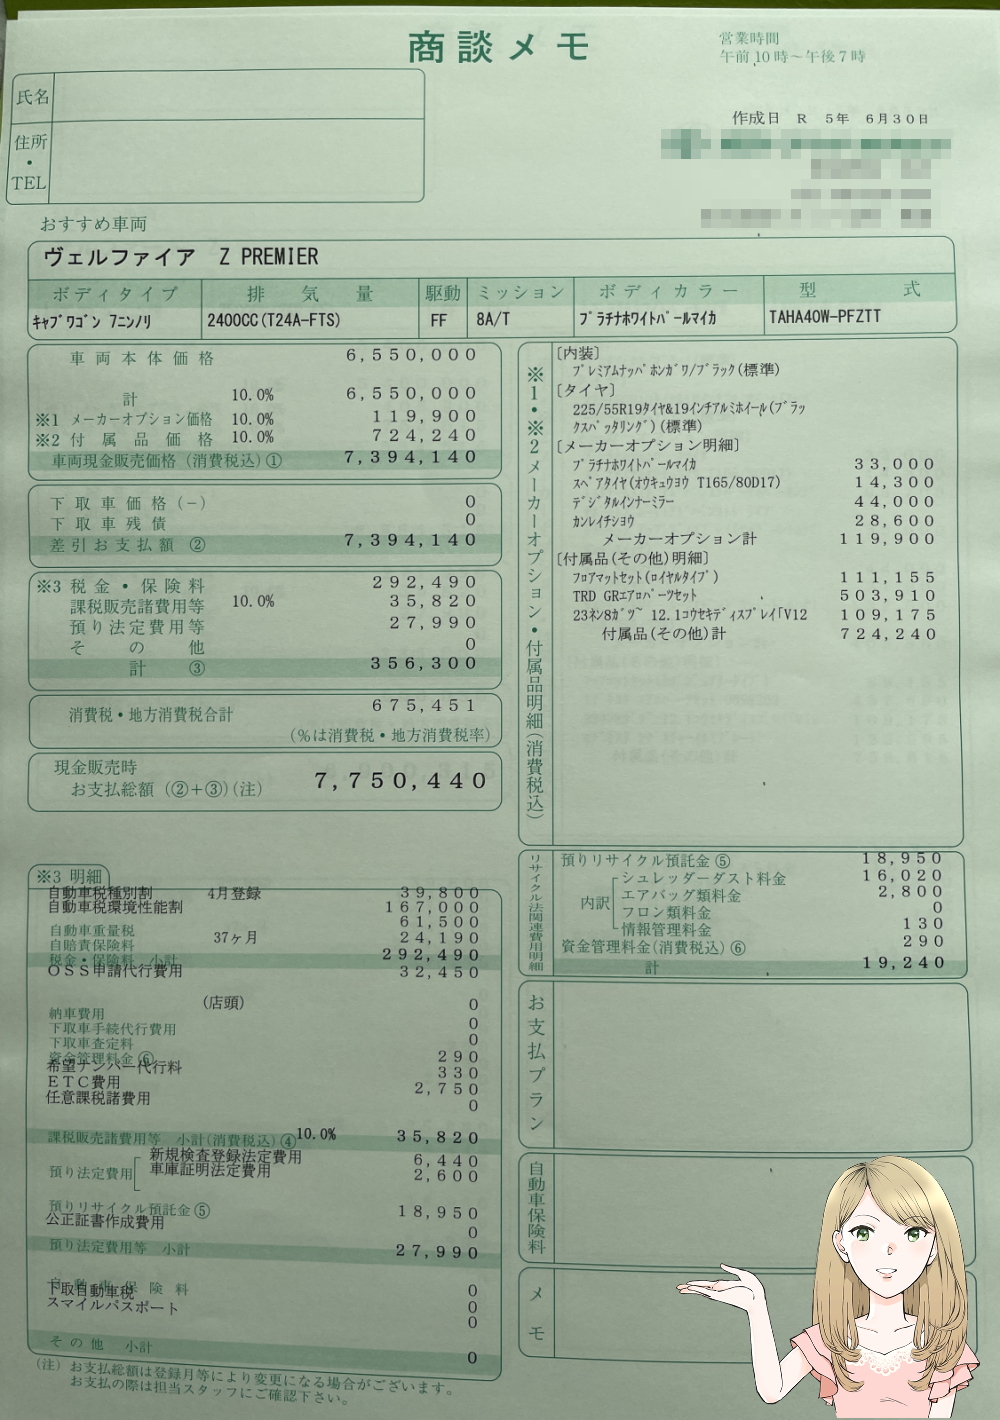 商談メモ
営業時間
午前10時～午後7時
氏名
住所
・
TEL
作成日 R 5年 6月30日
おすすめ車両
ヴェルファイア Z PREMIER
ボディタイプ 排気量 駆動 ミッション ボディカラー 型式
ｷｬﾌﾞﾜｺﾞﾝ 7ﾆﾝﾉﾘ 2400CC(T24A-FTS) FF 8A/T ﾌﾟﾗﾁﾅﾎﾜｲﾄﾊﾟｰﾙﾏｲｶ TAHA40W-PFZTT
車両本体価格 6,550,000
計 10.0% 6,550,000
※1 メーカーオプション価格 10.0% 119,900
※2 付属品価格 10.0% 724,240
車両現金販売価格(消費税込)① 7,394,140
下取車価格(-) 0
下取車残債 0
差引お支払額 ② 7,394,140
※3 税金・保険料 292,490
課税販売諸費用等 10.0% 35,820
預り法定費用等 27,990
その他 0
計 ③ 356,300
消費税・地方消費税合計 675,451
(%は消費税・地方消費税率)
現金販売時
お支払総額(②+③)(注) 7,750,440
※1・※2メーカーオプション・付属品明細(消費税込)
[内装]
ﾌﾟﾚﾐｱﾑﾅｯﾊﾟﾎﾝｶﾞﾜ/ﾌﾞﾗｯｸ(標準)
[タイヤ]
225/55R19ﾀｲﾔ&19ｲﾝﾁｱﾙﾐﾎｲｰﾙ(ﾌﾞﾗｯ
ｸｽﾊﾟｯﾀﾘﾝｸﾞ)(標準)
[メーカーオプション明細]
ﾌﾟﾗﾁﾅﾎﾜｲﾄﾊﾟｰﾙﾏｲｶ 33,000
ｽﾍﾟｱﾀｲﾔ(ｵｳｷｭｳﾖｳ T165/80D17) 14,300
ﾃﾞｼﾞﾀﾙｲﾝﾅｰﾐﾗｰ 44,000
ｶﾝﾚｲﾁｼﾖｳ 28,600
メーカーオプション計 119,900
[付属品(その他)明細]
ﾌﾛｱﾏｯﾄｾｯﾄ(ﾛｲﾔﾙﾀｲﾌﾟ) 111,155
TRD GRｴｱﾛﾊﾟｰﾂｾｯﾄ 503,910
23ﾈﾝ8ｶﾞﾂ~ 12.1ｺｳｾｷﾃﾞｨｽﾌﾟﾚｲ｢V12 109,175
付属品(その他)計 724,240
※3 明細
自動車税種別割 4月登録 39,800
自動車税環境性能割 167,000
自動車重量税 61,500
自賠責保険料 37ヶ月 24,190
税金・保険料 小計 292,490
OSS申請代行費用 32,450
(店頭)
納車費用 0
下取車手続代行費用 0
下取車査定料 0
資金管理料金⑥ 290
希望ナンバー代行料 330
ETC費用 2,750
任意課税諸費用 0
課税販売諸費用等 小計(消費税込)④ 10.0% 35,820
預り法定費用 新規検査登録法定費用 6,440
車庫証明法定費用 2,600
預りリサイクル預託金⑤ 18,950
公正証書作成費用 0
預り法定費用等 小計 27,990
自動車保険料 0
下取自動車税 0
スマイルパスポート 0
その他 小計 0
(注) お支払総額は登録月等により変更になる場合がございます。
お支払の際は担当スタッフにご確認下さい。
リサイクル法関連費用明細
預りリサイクル預託金⑤ 18,950
内訳 シュレッダーダスト料金 16,020
エアバッグ類料金 2,800
フロン類料金 0
情報管理料金 130
資金管理料金(消費税込)⑥ 290
計 19,240
お支払プラン
自動車保険料
メモ